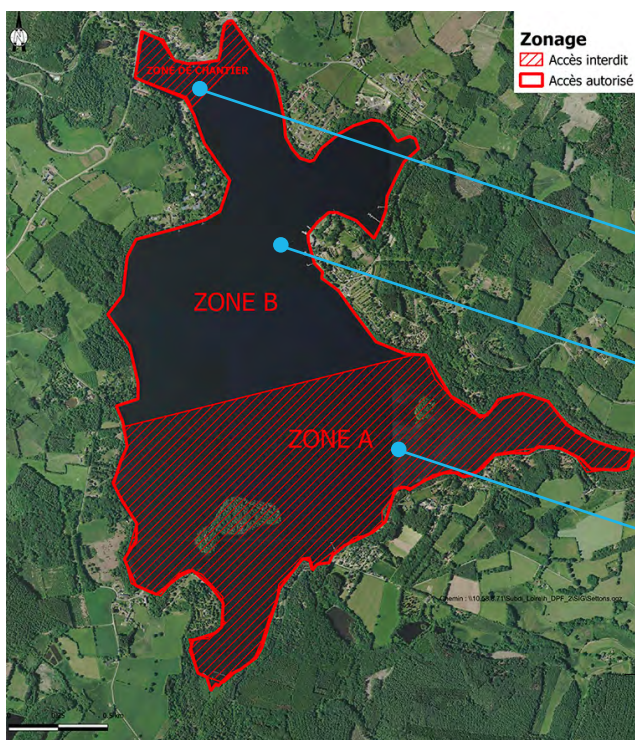 N
Zonage
Accès interdit
Accès autorisé
ZONE DE CHANTIER
ZONE B
ZONE A